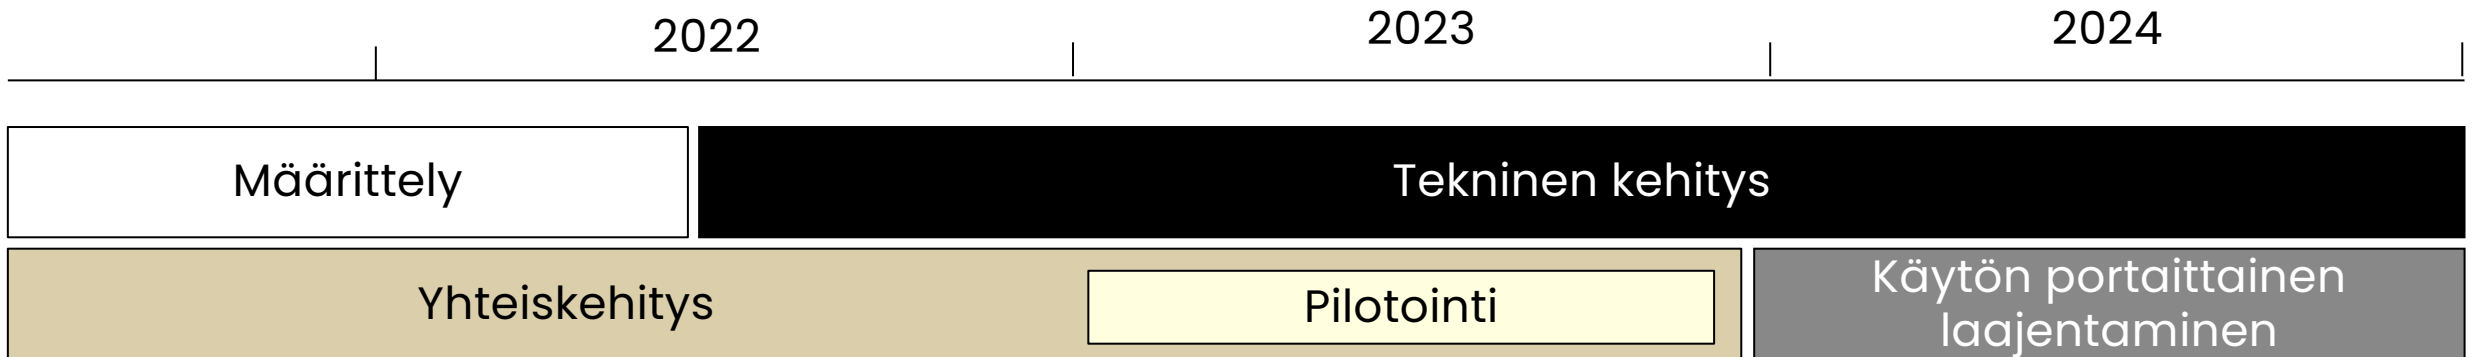 2022
2023
2024
Määrittely
Tekninen kehitys
Yhteiskehitys
Pilotointi
Käytön portaittainen
laajentaminen